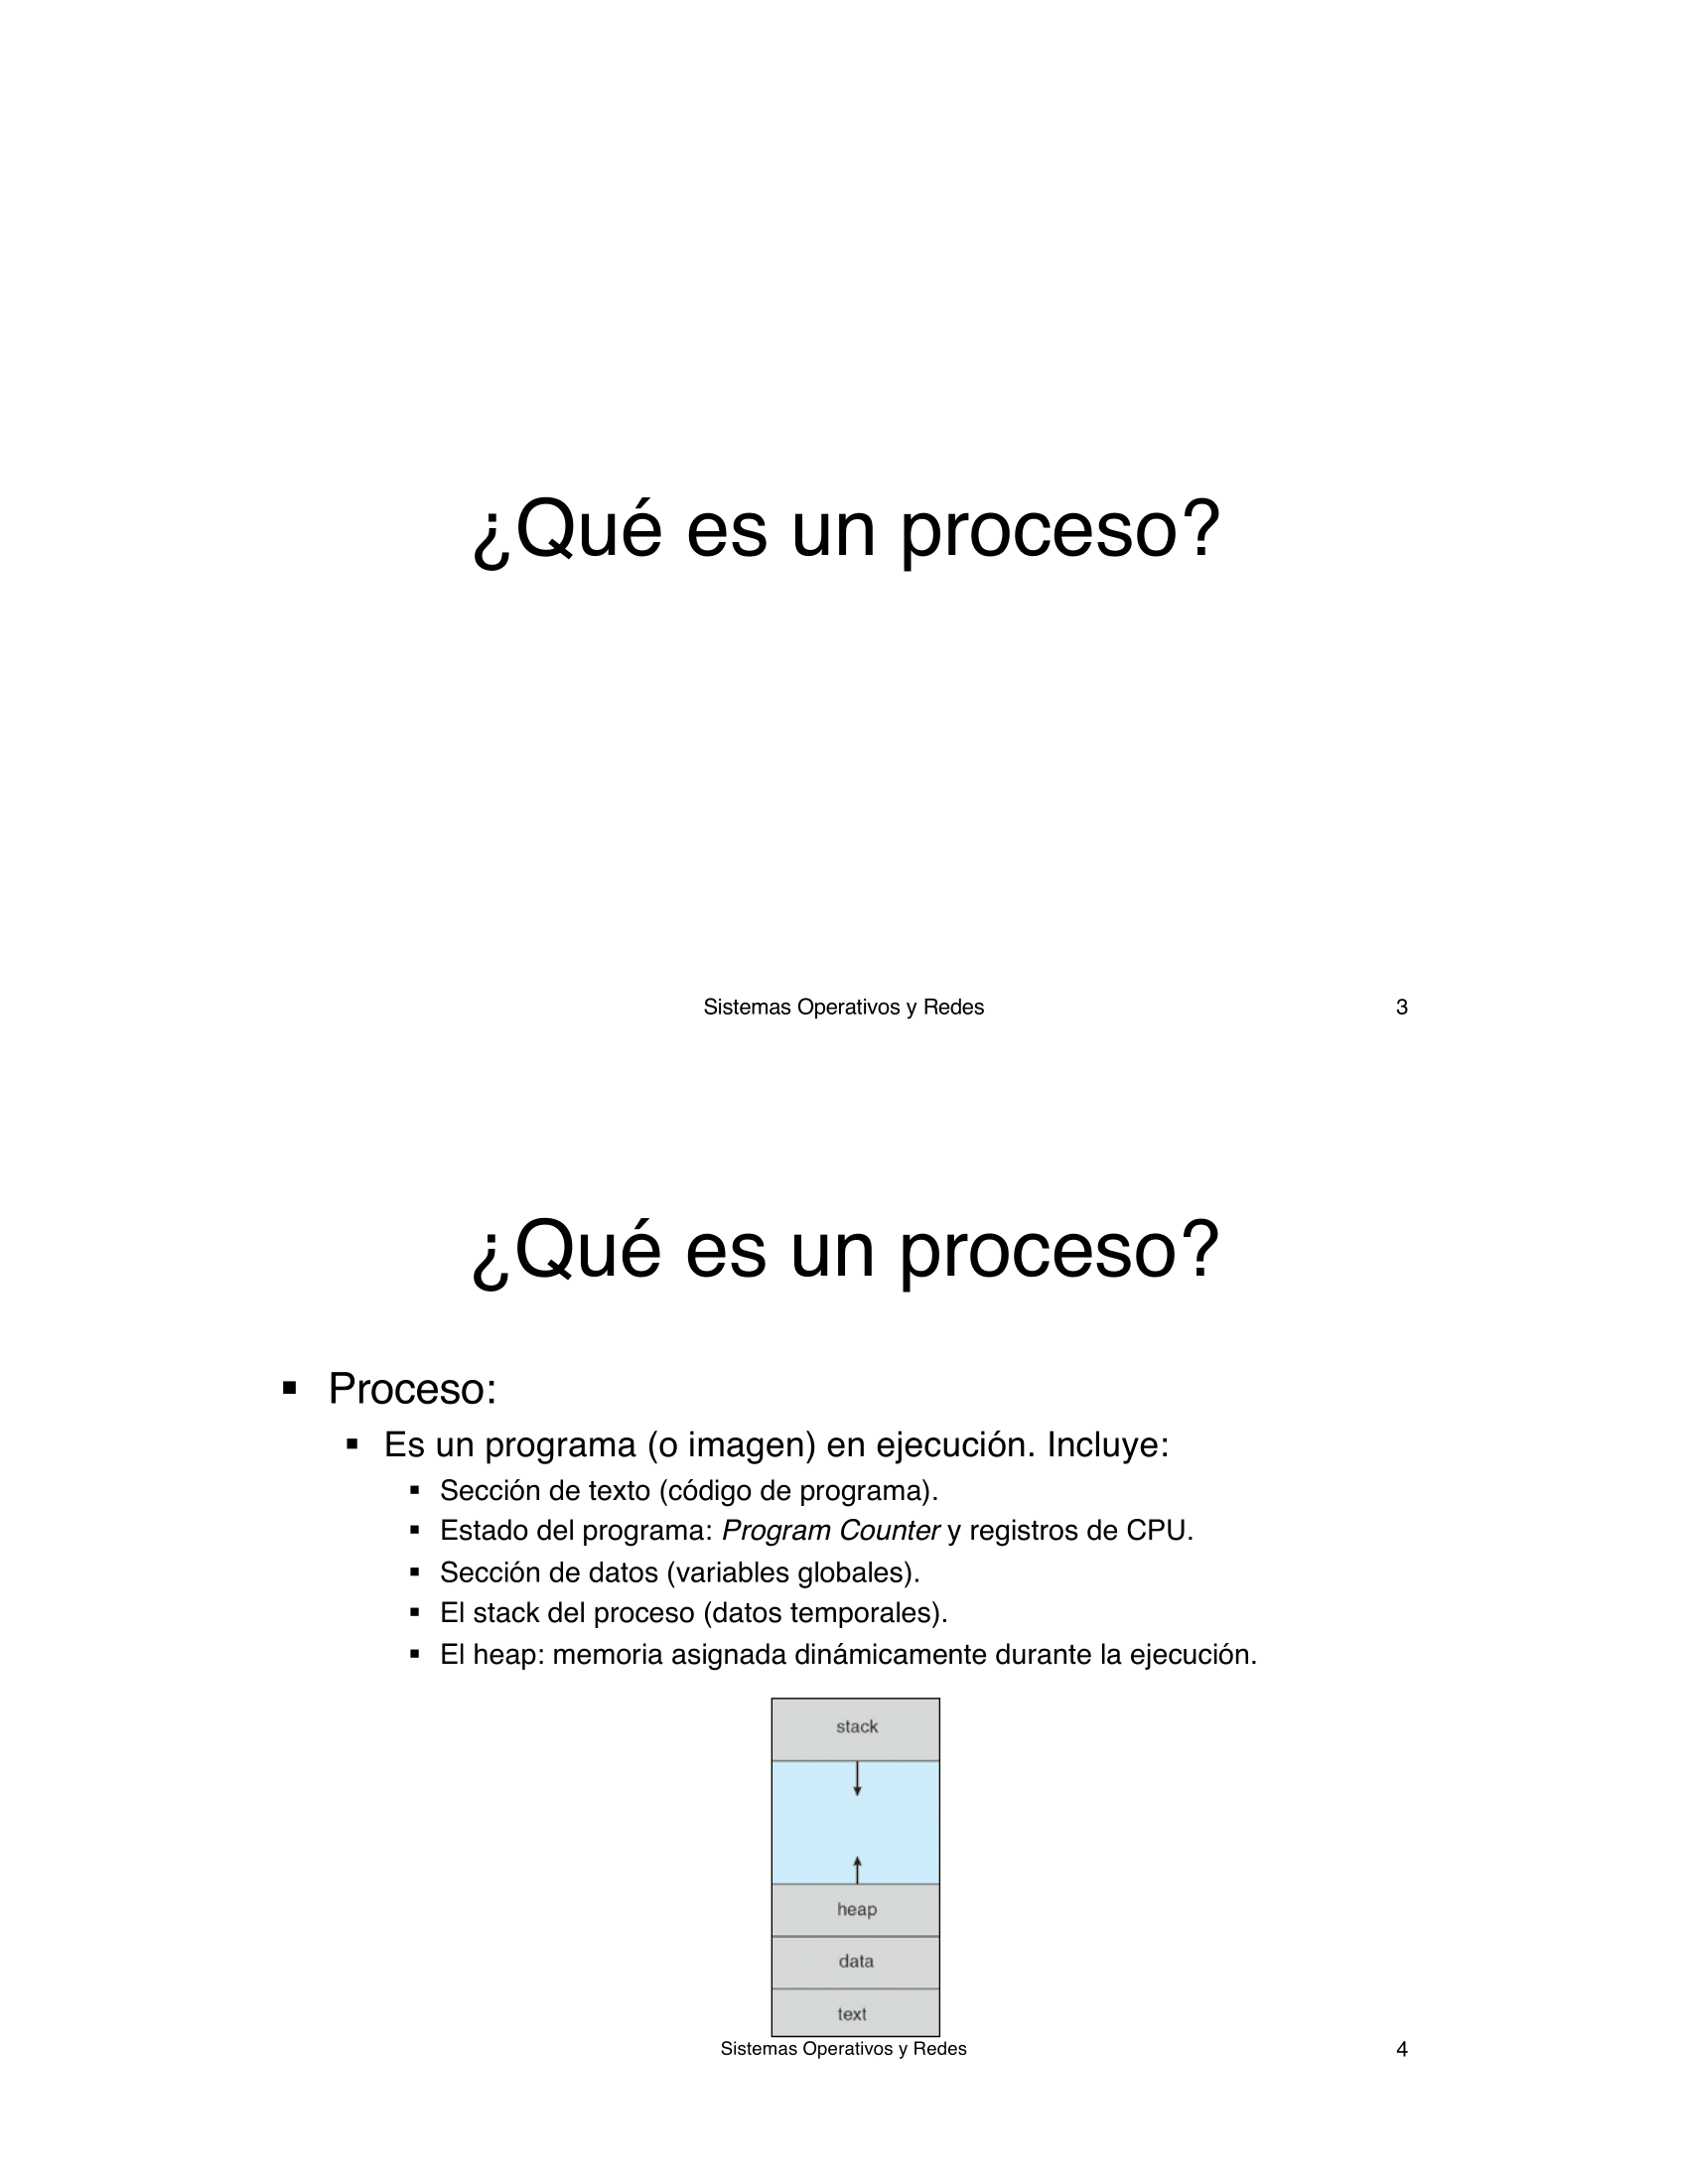 ¿Qué es un proceso?
Sistemas Operativos y Redes
3
¿Qué es un proceso?
▪ Proceso:
▪ Es un programa (o imagen) en ejecución. Incluye:
▪ Sección de texto (código de programa).
▪ Estado del programa: Program Counter y registros de CPU.
▪ Sección de datos (variables globales).
▪ El stack del proceso (datos temporales).
▪ El heap: memoria asignada dinámicamente durante la ejecución.
stack
heap
data
text
Sistemas Operativos y Redes
4